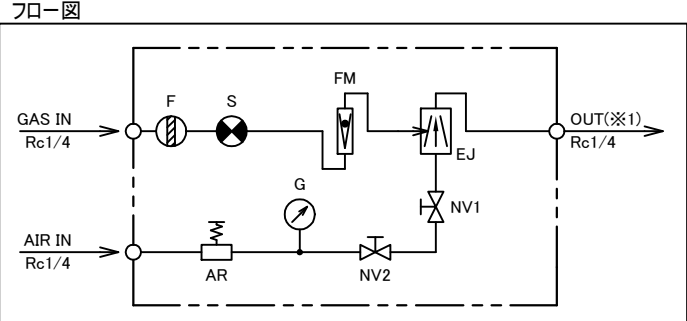 フロー図
FM
F
S
GAS IN
Rc1/4
OUT(※1)
Rc1/4
EJ
G
NV1
AIR IN
Rc1/4
AR
NV2